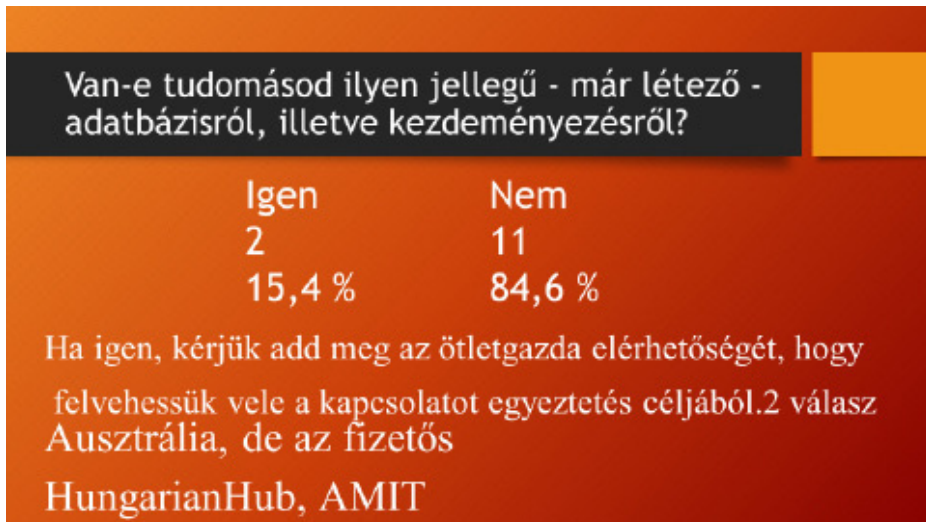 Van-e tudomásod ilyen jellegű - már létező -
adatbázisról, illetve kezdeményezésről?
Igen Nem
2 11
15,4 % 84,6 %
Ha igen, kérjük add meg az ötletgazda elérhetőségét, hogy
felvehessük vele a kapcsolatot egyeztetés céljából.2 válasz
Ausztrália, de az fizetős
HungarianHub, AMIT